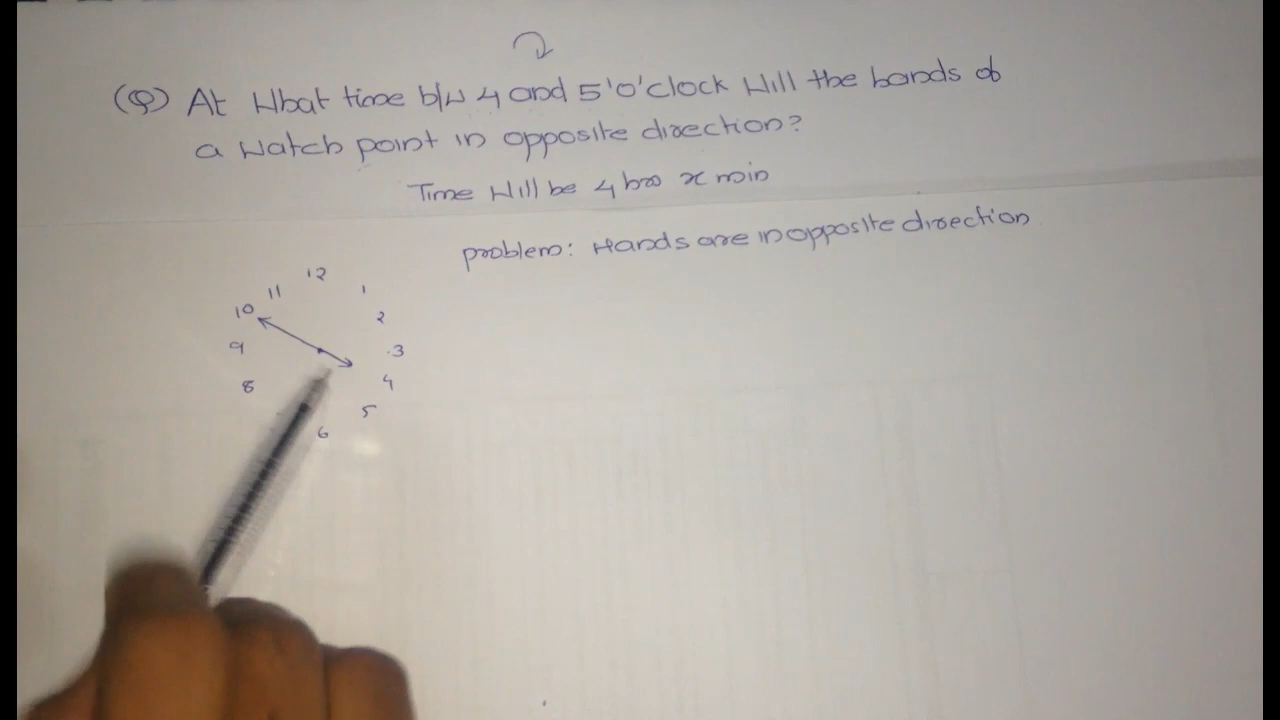 (Q) At What time b/w 4 and 5'o'clock Will the hands of
a Watch point in opposite direction?
Time Will be 4 hrs x min
problem: Hands are in opposite direction
12
11
1
10
2
9
3
8
4
5
6